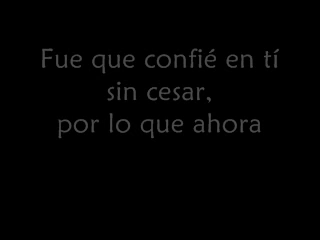 Fue que confié en tí
sin cesar,
por lo que ahora